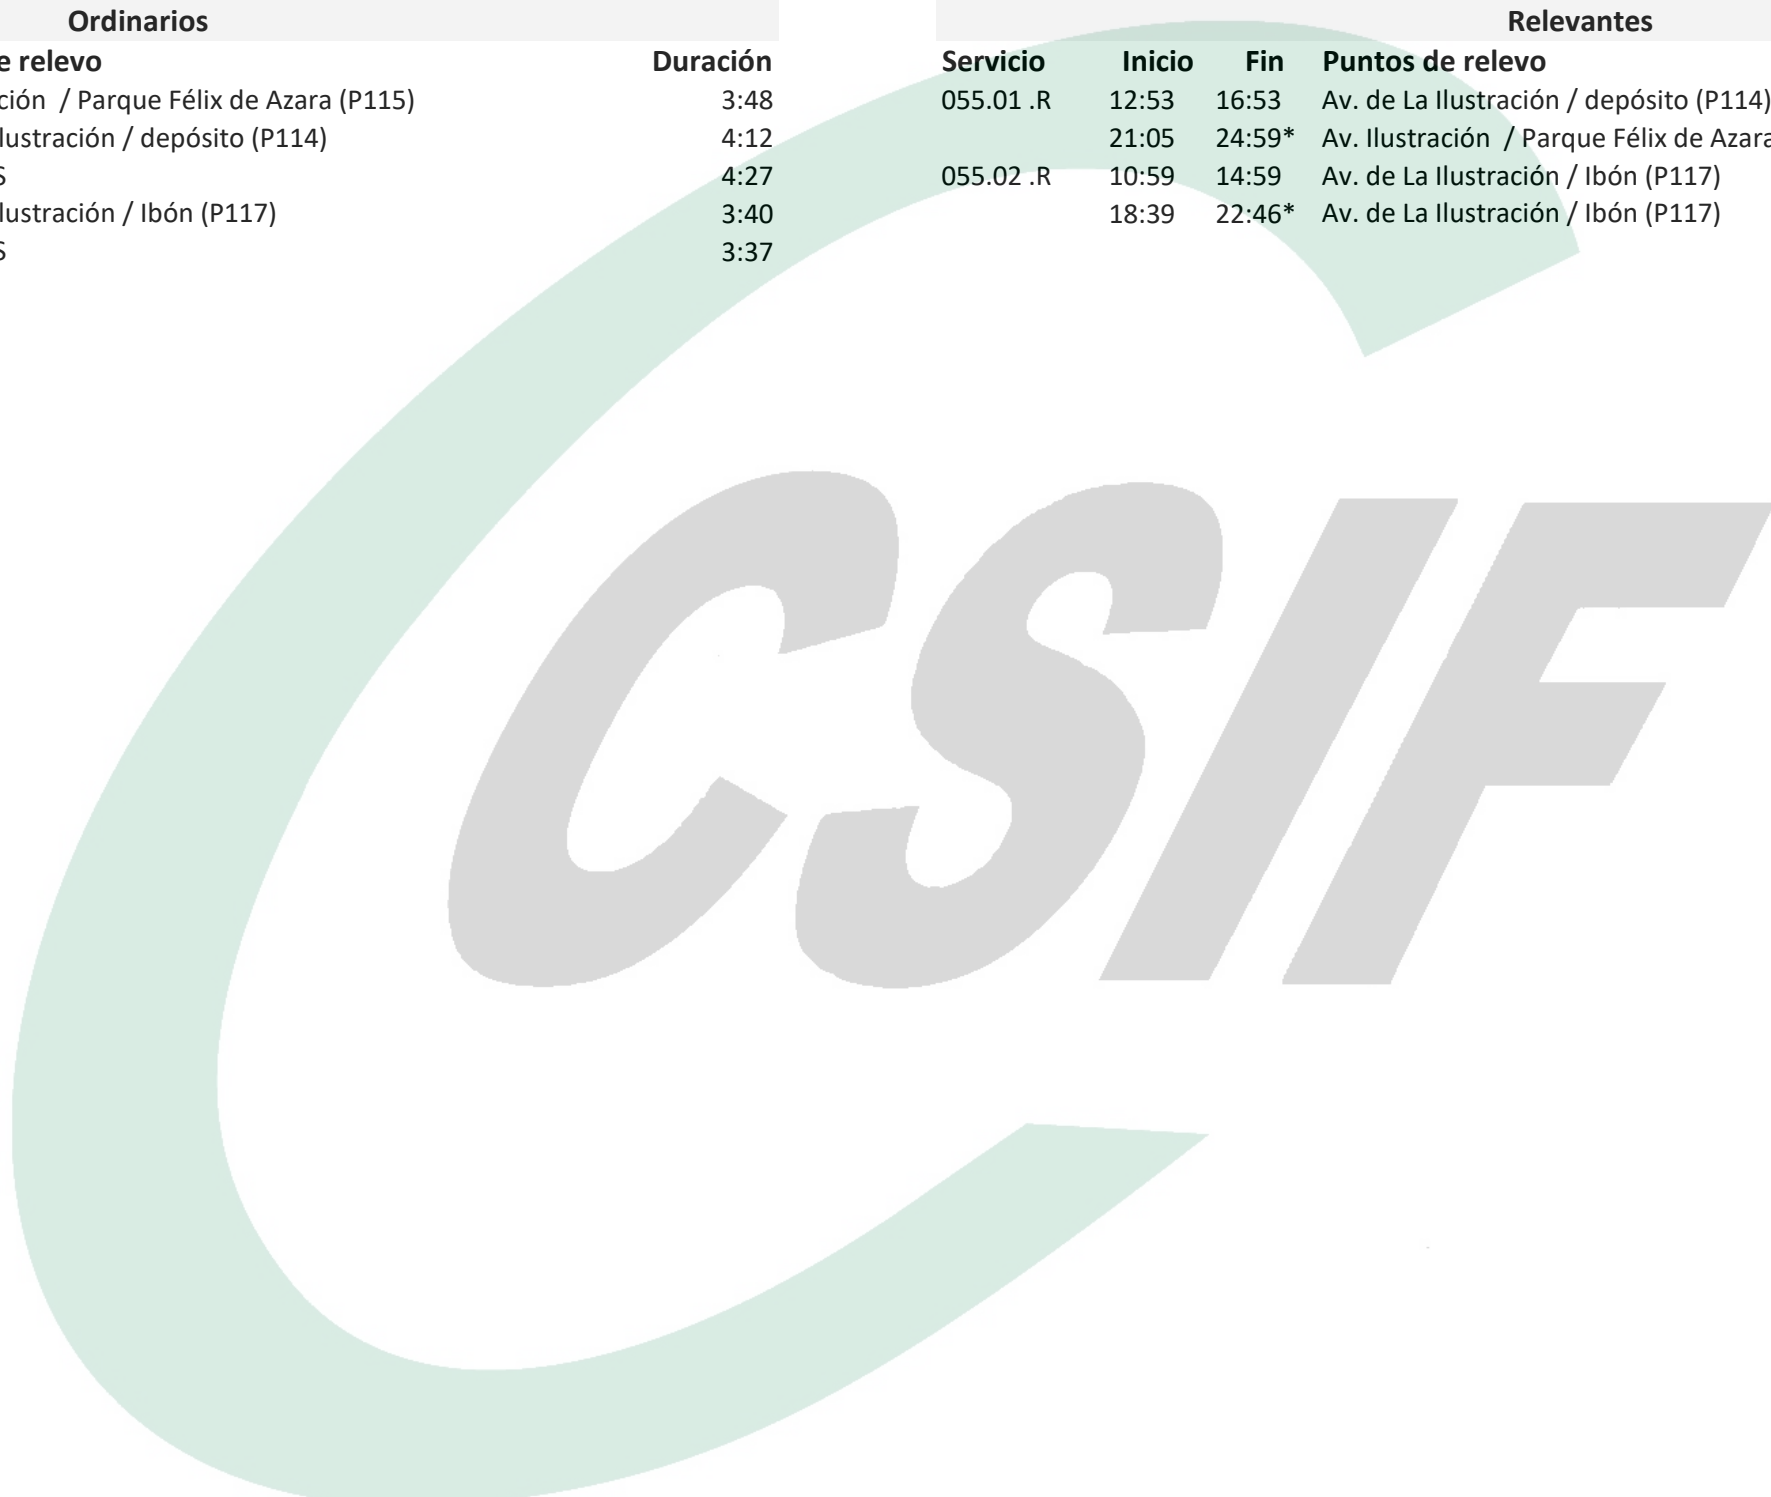 Ordinarios
e relevo Duración
ción / Parque Félix de Azara (P115) 3:48
lustración / depósito (P114) 4:12
S 4:27
lustración / Ibón (P117) 3:40
S 3:37
Relevantes
Servicio Inicio Fin Puntos de relevo
055.01 .R 12:53 16:53 Av. de La Ilustración / depósito (P114)
21:05 24:59* Av. Ilustración / Parque Félix de Azara
055.02 .R 10:59 14:59 Av. de La Ilustración / Ibón (P117)
18:39 22:46* Av. de La Ilustración / Ibón (P117)
CSIF